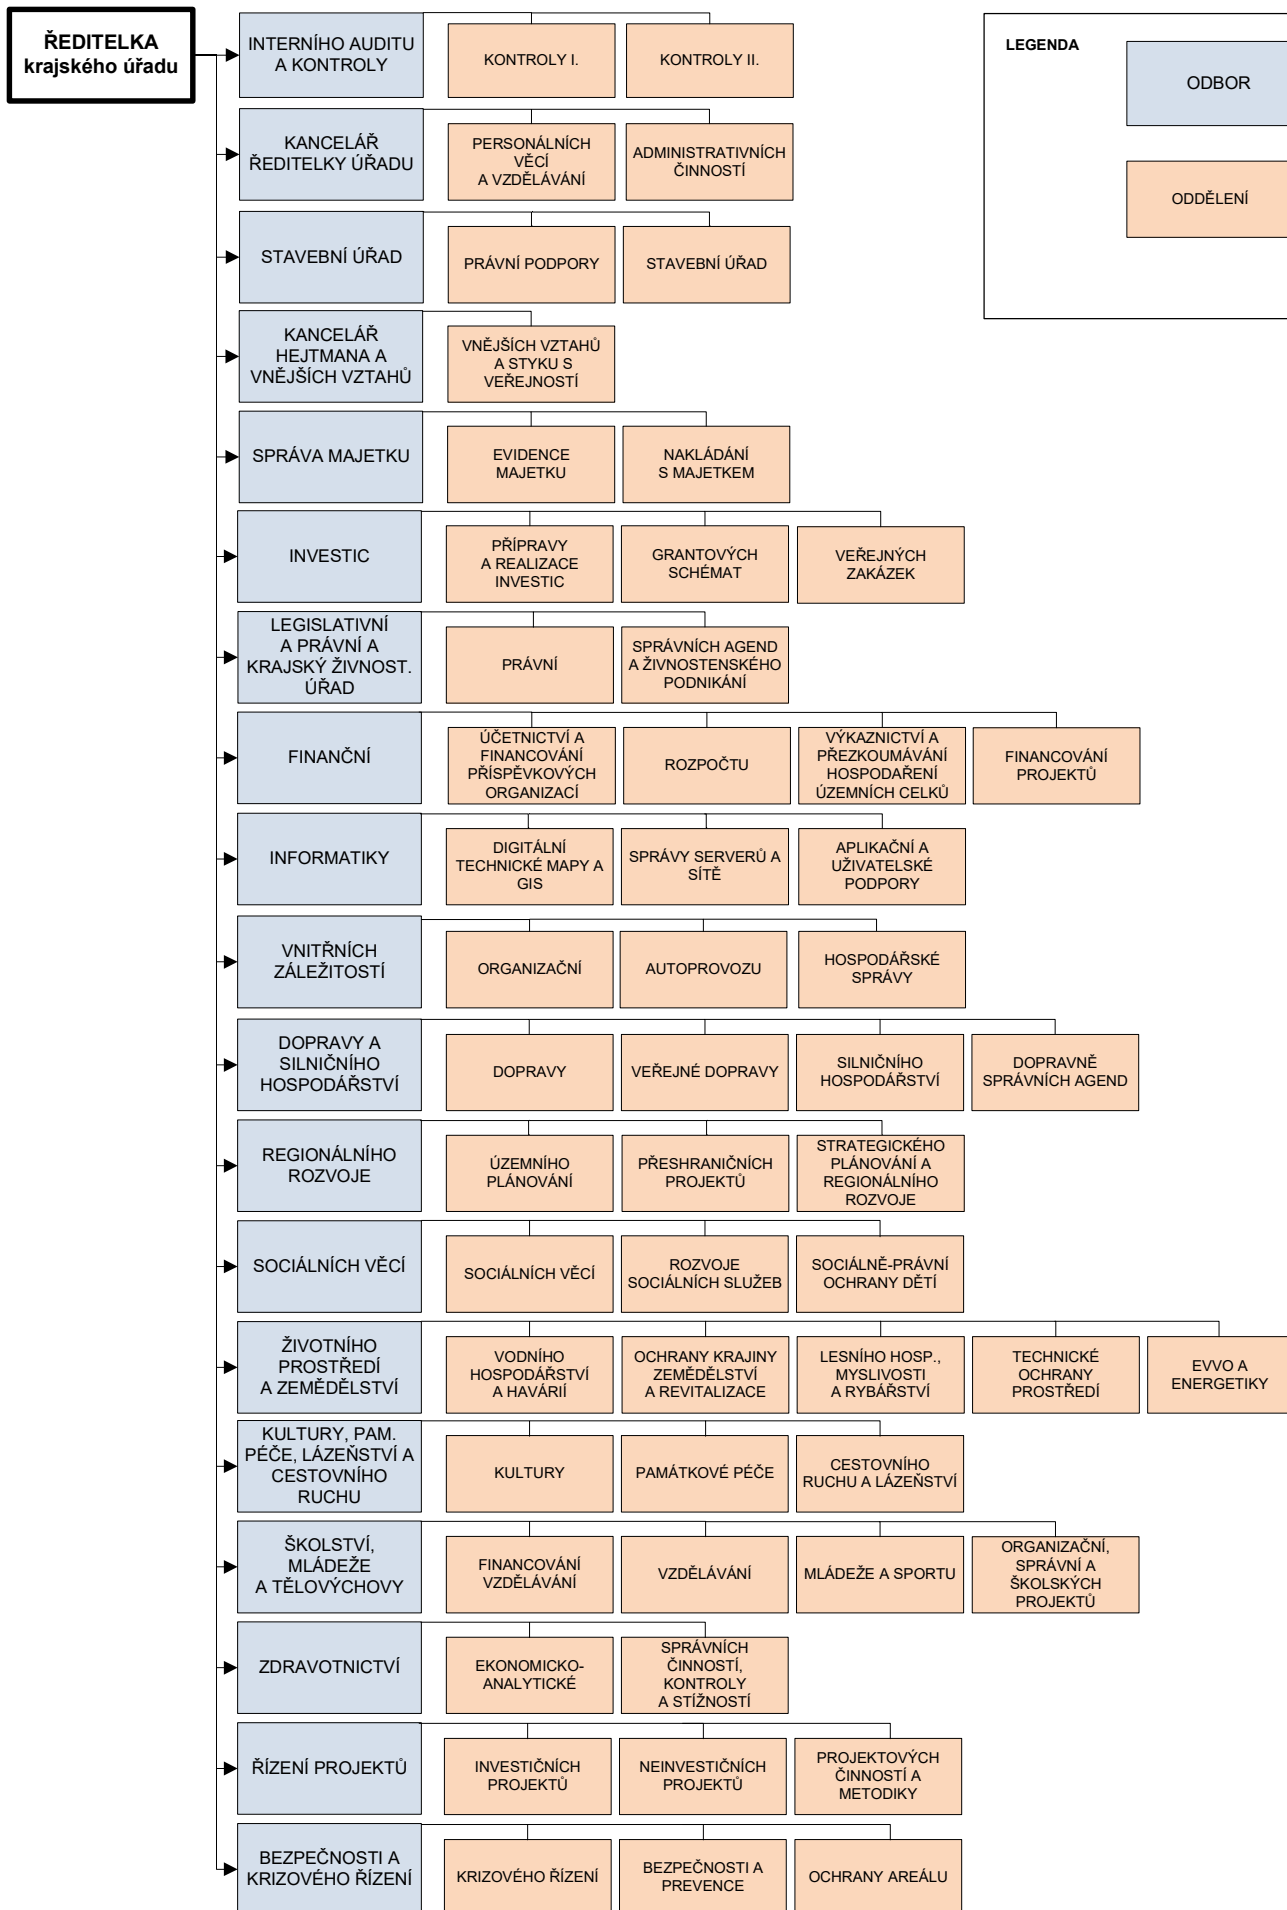 ŘEDITELKA
krajského úřadu
LEGENDA
ODBOR
ODDĚLENÍ
INTERNÍHO AUDITU
A KONTROLY
KONTROLY I.
KONTROLY II.
KANCELÁŘ
ŘEDITELKY ÚŘADU
PERSONÁLNÍCH
VĚCÍ
A VZDĚLÁVÁNÍ
ADMINISTRATIVNÍCH
ČINNOSTÍ
STAVEBNÍ ÚŘAD
PRÁVNÍ PODPORY
STAVEBNÍ ÚŘAD
KANCELÁŘ
HEJTMANA A
VNĚJŠÍCH VZTAHŮ
VNĚJŠÍCH VZTAHŮ
A STYKU S
VEŘEJNOSTÍ
SPRÁVA MAJETKU
EVIDENCE
MAJETKU
NAKLÁDÁNÍ
S MAJETKEM
INVESTIC
PŘÍPRAVY
A REALIZACE
INVESTIC
GRANTOVÝCH
SCHÉMAT
VEŘEJNÝCH
ZAKÁZEK
LEGISLATIVNÍ
A PRÁVNÍ A
KRAJSKÝ ŽIVNOST.
ÚŘAD
PRÁVNÍ
SPRÁVNÍCH AGEND
A ŽIVNOSTENSKÉHO
PODNIKÁNÍ
FINANČNÍ
ÚČETNICTVÍ A
FINANCOVÁNÍ
PŘÍSPĚVKOVÝCH
ORGANIZACÍ
ROZPOČTU
VÝKAZNICTVÍ A
PŘEZKOUMÁVÁNÍ
HOSPODAŘENÍ
ÚZEMNÍCH CELKŮ
FINANCOVÁNÍ
PROJEKTŮ
INFORMATIKY
DIGITÁLNÍ
TECHNICKÉ MAPY A
GIS
SPRÁVY SERVERŮ A
SÍTĚ
APLIKAČNÍ A
UŽIVATELSKÉ
PODPORY
VNITŘNÍCH
ZÁLEŽITOSTÍ
ORGANIZAČNÍ
AUTOPROVOZU
HOSPODÁŘSKÉ
SPRÁVY
DOPRAVY A
SILNIČNÍHO
HOSPODÁŘSTVÍ
DOPRAVY
VEŘEJNÉ DOPRAVY
SILNIČNÍHO
HOSPODÁŘSTVÍ
DOPRAVNĚ
SPRÁVNÍCH AGEND
REGIONÁLNÍHO
ROZVOJE
ÚZEMNÍHO
PLÁNOVÁNÍ
PŘESHRANIČNÍCH
PROJEKTŮ
STRATEGICKÉHO
PLÁNOVÁNÍ A
REGIONÁLNÍHO
ROZVOJE
SOCIÁLNÍCH VĚCÍ
SOCIÁLNÍCH VĚCÍ
ROZVOJE
SOCIÁLNÍCH SLUŽEB
SOCIÁLNĚ-PRÁVNÍ
OCHRANY DĚTÍ
ŽIVOTNÍHO
PROSTŘEDÍ
A ZEMĚDĚLSTVÍ
VODNÍHO
HOSPODÁŘSTVÍ
A HAVÁRIÍ
OCHRANY KRAJINY
ZEMĚDĚLSTVÍ
A REVITALIZACE
LESNÍHO HOSP.,
MYSLIVOSTI
A RYBÁŘSTVÍ
TECHNICKÉ
OCHRANY
PROSTŘEDÍ
EVVO A
ENERGETIKY
KULTURY, PAM.
PÉČE, LÁZEŇSTVÍ A
CESTOVNÍHO
RUCHU
KULTURY
PAMÁTKOVÉ PÉČE
CESTOVNÍHO
RUCHU A LÁZEŇSTVÍ
ŠKOLSTVÍ,
MLÁDEŽE
A TĚLOVÝCHOVY
FINANCOVÁNÍ
VZDĚLÁVÁNÍ
VZDĚLÁVÁNÍ
MLÁDEŽE A SPORTU
ORGANIZAČNÍ,
SPRÁVNÍ A
ŠKOLSKÝCH
PROJEKTŮ
ZDRAVOTNICTVÍ
EKONOMICKO-
ANALYTICKÉ
SPRÁVNÍCH
ČINNOSTÍ,
KONTROLY
A STÍŽNOSTÍ
ŘÍZENÍ PROJEKTŮ
INVESTIČNÍCH
PROJEKTŮ
NEINVESTIČNÍCH
PROJEKTŮ
PROJEKTOVÝCH
ČINNOSTÍ A
METODIKY
BEZPEČNOSTI A
KRIZOVÉHO ŘÍZENÍ
KRIZOVÉHO ŘÍZENÍ
BEZPEČNOSTI A
PREVENCE
OCHRANY AREÁLU